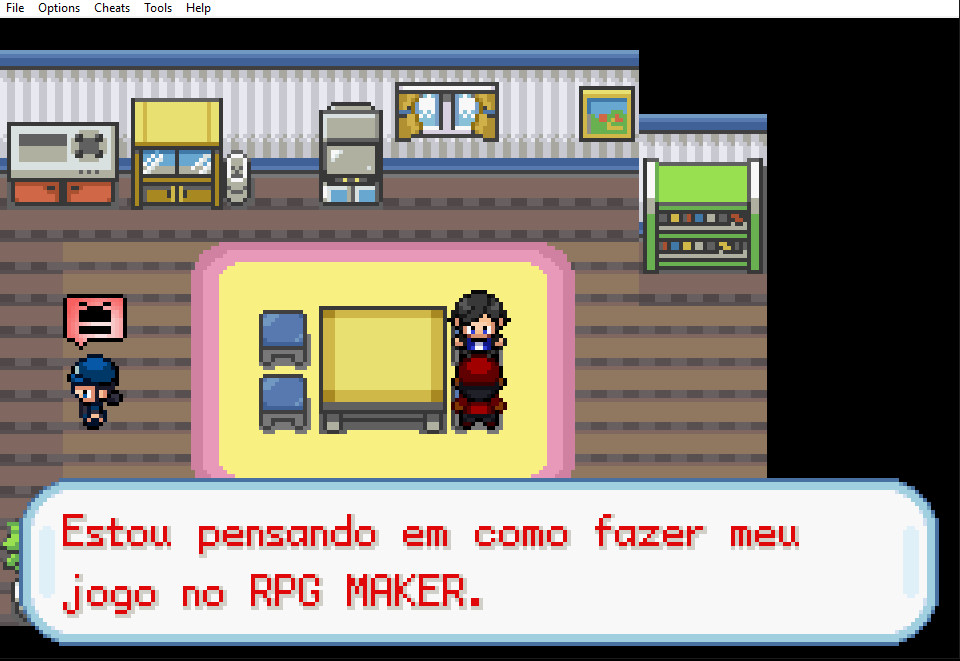 File Options Cheats Tools Help
Estou pensando em como fazer meu
jogo no RPG MAKER.